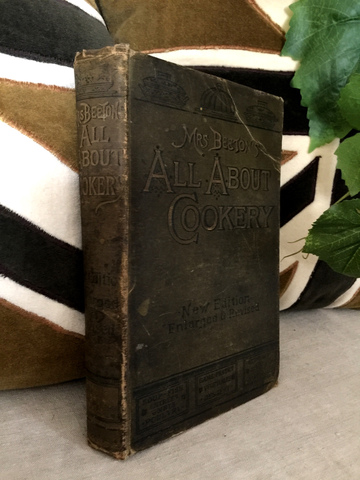 Mrs. Beeton's
All About
Cookery
New Edition
Enlarged & Revised
Mrs Beeton's
All
About
Cookery